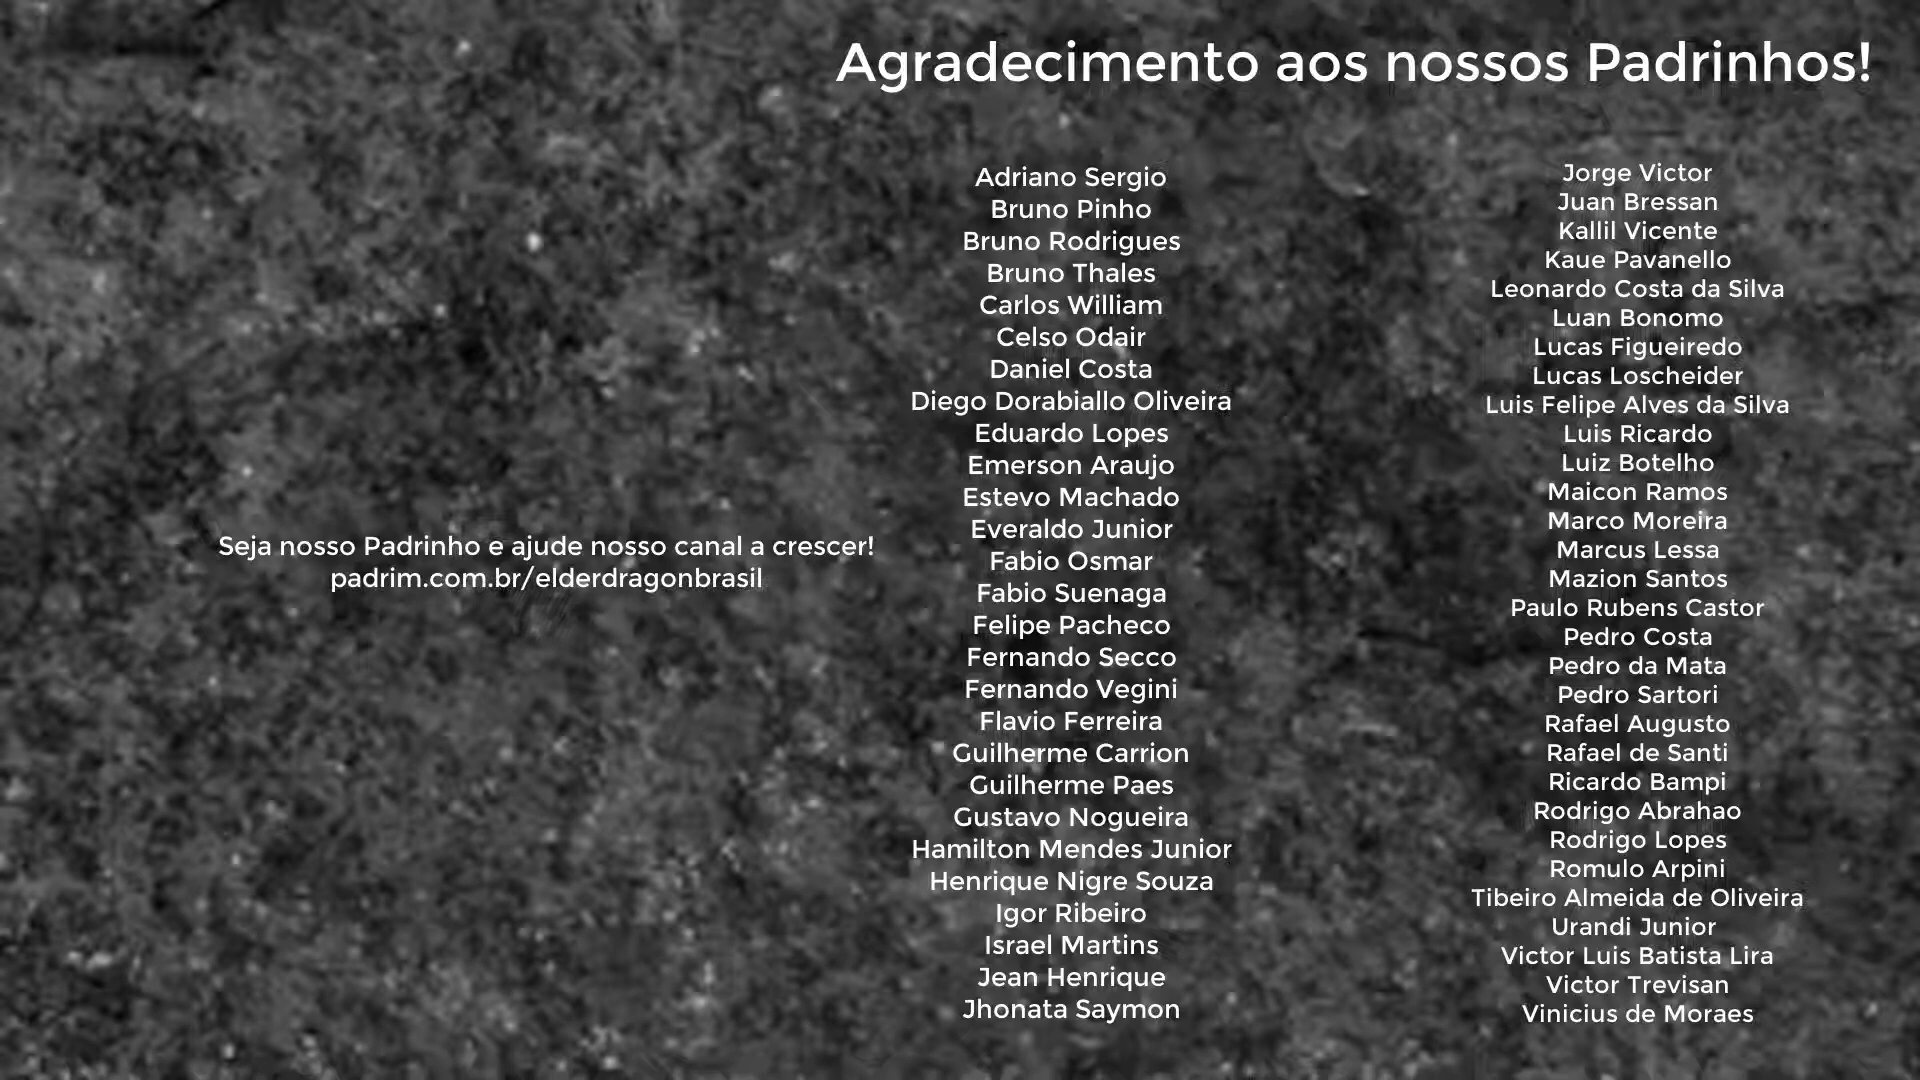 Agradecimento aos nossos Padrinhos!
Seja nosso Padrinho e ajude nosso canal a crescer!
padrim.com.br/elderdragonbrasil
Adriano Sergio
Bruno Pinho
Bruno Rodrigues
Bruno Thales
Carlos William
Celso Odair
Daniel Costa
Diego Dorabiallo Oliveira
Eduardo Lopes
Emerson Araujo
Estevo Machado
Everaldo Junior
Fabio Osmar
Fabio Suenaga
Felipe Pacheco
Fernando Secco
Fernando Vegini
Flavio Ferreira
Guilherme Carrion
Guilherme Paes
Gustavo Nogueira
Hamilton Mendes Junior
Henrique Nigre Souza
Igor Ribeiro
Israel Martins
Jean Henrique
Jhonata Saymon
Jorge Victor
Juan Bressan
Kallil Vicente
Kaue Pavanello
Leonardo Costa da Silva
Luan Bonomo
Lucas Figueiredo
Lucas Loscheider
Luis Felipe Alves da Silva
Luis Ricardo
Luiz Botelho
Maicon Ramos
Marco Moreira
Marcus Lessa
Mazion Santos
Paulo Rubens Castor
Pedro Costa
Pedro da Mata
Pedro Sartori
Rafael Augusto
Rafael de Santi
Ricardo Bampi
Rodrigo Abrahao
Rodrigo Lopes
Romulo Arpini
Tibeiro Almeida de Oliveira
Urandi Junior
Victor Luis Batista Lira
Victor Trevisan
Vinicius de Moraes